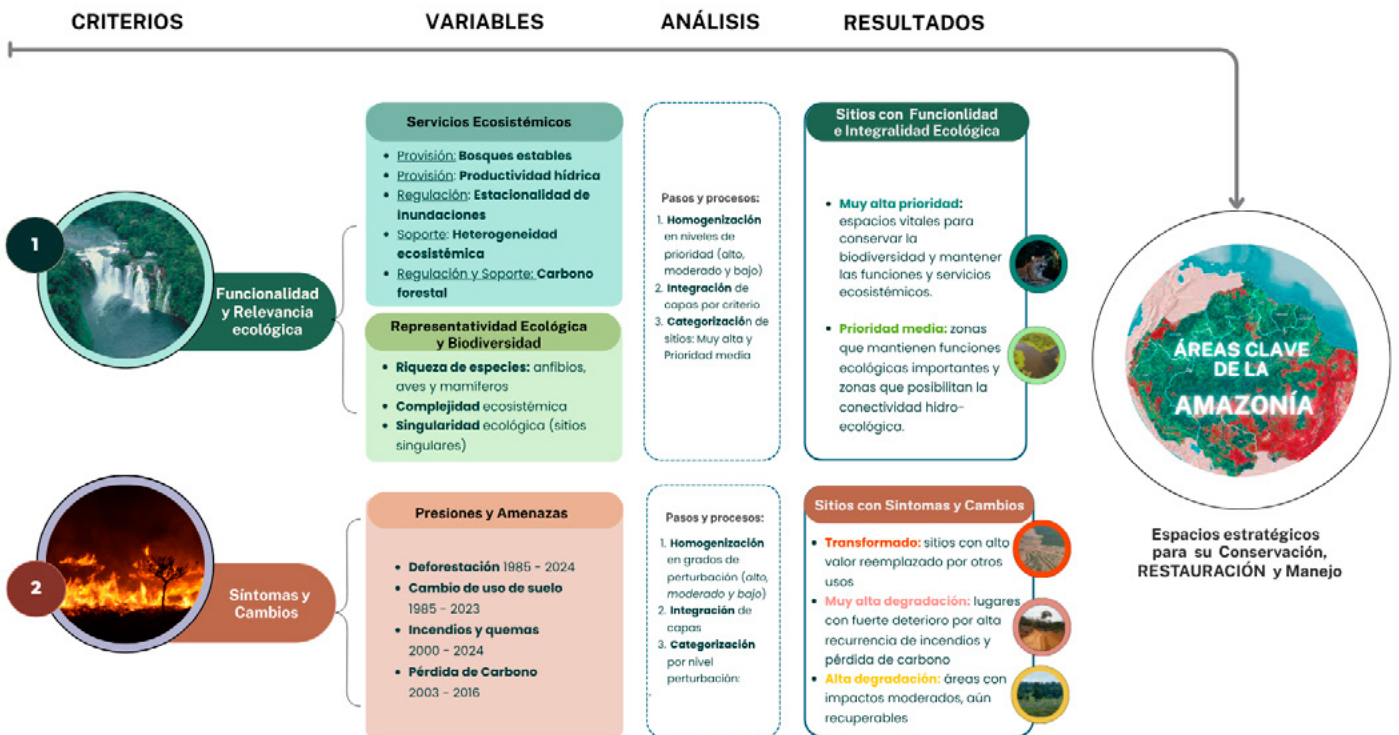 CRITERIOS
VARIABLES
ANÁLISIS
RESULTADOS
1
Funcionalidad
y Relevancia
ecológica
Servicios Ecosistémicos
• Provisión: Bosques estables
• Provisión: Productividad hídrica
• Regulación: Estacionalidad de
inundaciones
• Soporte: Heterogeneidad
ecosistémica
• Regulación y Soporte: Carbono
forestal
Representatividad Ecológica
y Biodiversidad
• Riqueza de especies: anfibios,
aves y mamíferos
• Complejidad ecosistémica
• Singularidad ecológica (sitios
singulares)
Pasos y procesos:
1. Homogenización
en niveles de
prioridad (alto,
moderado y bajo)
2. Integración de
capas por criterio
3. Categorización de
sitios: Muy alta y
Prioridad media
Sitios con Funcionlidad
e Integralidad Ecológica
• Muy alta prioridad:
espacios vitales para
conservar la
biodiversidad y mantener
las funciones y servicios
ecosistémicos.
• Prioridad media: zonas
que mantienen funciones
ecológicas importantes y
zonas que posibilitan la
conectividad hidro-
ecológica.
2
Síntomas y
Cambios
Presiones y Amenazas
• Deforestación 1985 - 2024
• Cambio de uso de suelo
1985 - 2023
• Incendios y quemas
2000 - 2024
• Pérdida de Carbono
2003 - 2016
Pasos y procesos:
1. Homogenización
en grados de
perturbación (alto,
moderado y bajo)
2. Integración de
capas
3. Categorización
por nivel
perturbación:
Sitios con Síntomas y Cambios
• Transformado: sitios con alto
valor reemplazado por otros
usos
• Muy alta degradación: lugares
con fuerte deterioro por alta
recurrencia de incendios y
pérdida de carbono
• Alta degradación: áreas con
impactos moderados, aún
recuperables
ÁREAS CLAVE
DE LA
AMAZONÍA
Espacios estratégicos
para su Conservación,
RESTAURACIÓN y Manejo